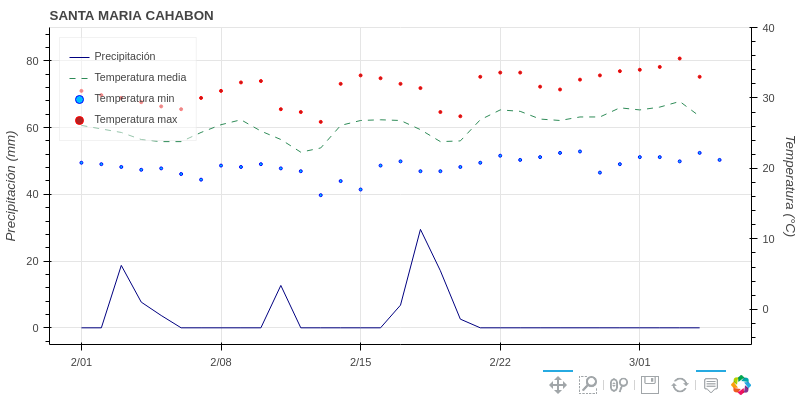 SANTA MARIA CAHABON
Precipitación
Temperatura media
Temperatura min
Temperatura max
Precipitación (mm)
80
60
40
20
0
Temperatura (°C)
40
30
20
10
0
2/01
2/08
2/15
2/22
3/01